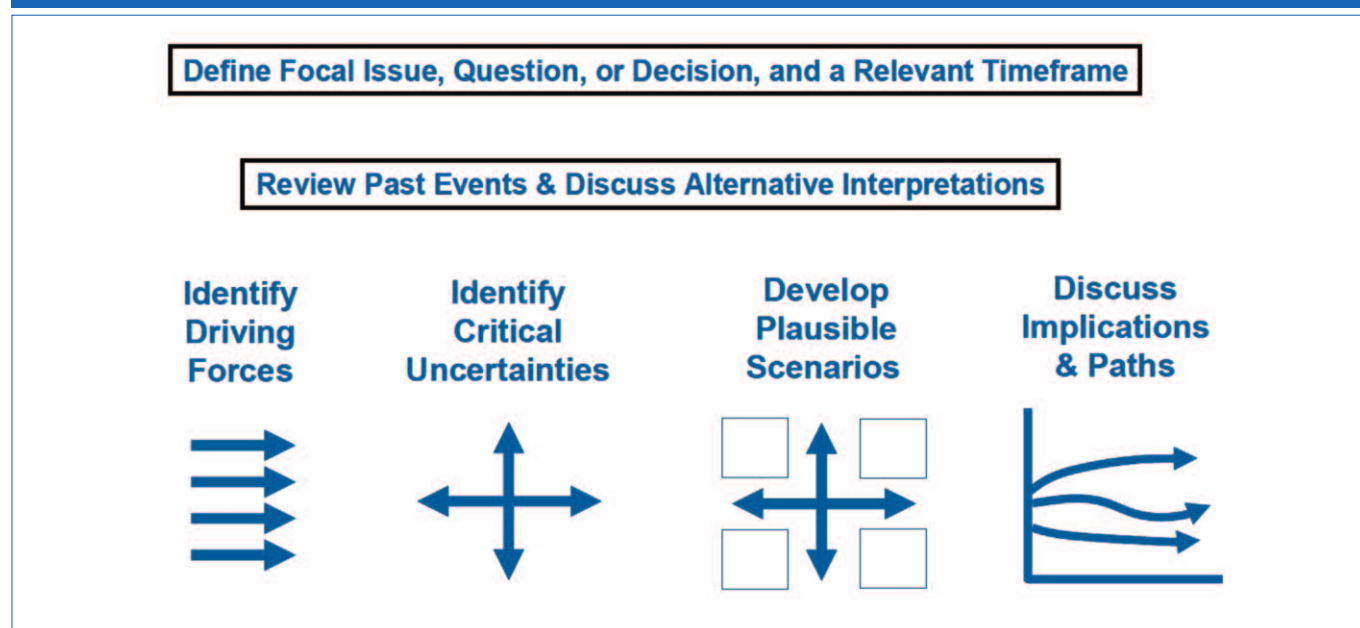 Define Focal Issue, Question, or Decision, and a Relevant Timeframe
Review Past Events & Discuss Alternative Interpretations
Identify
Driving
Forces
Identify
Critical
Uncertainties
Develop
Plausible
Scenarios
Discuss
Implications
& Paths